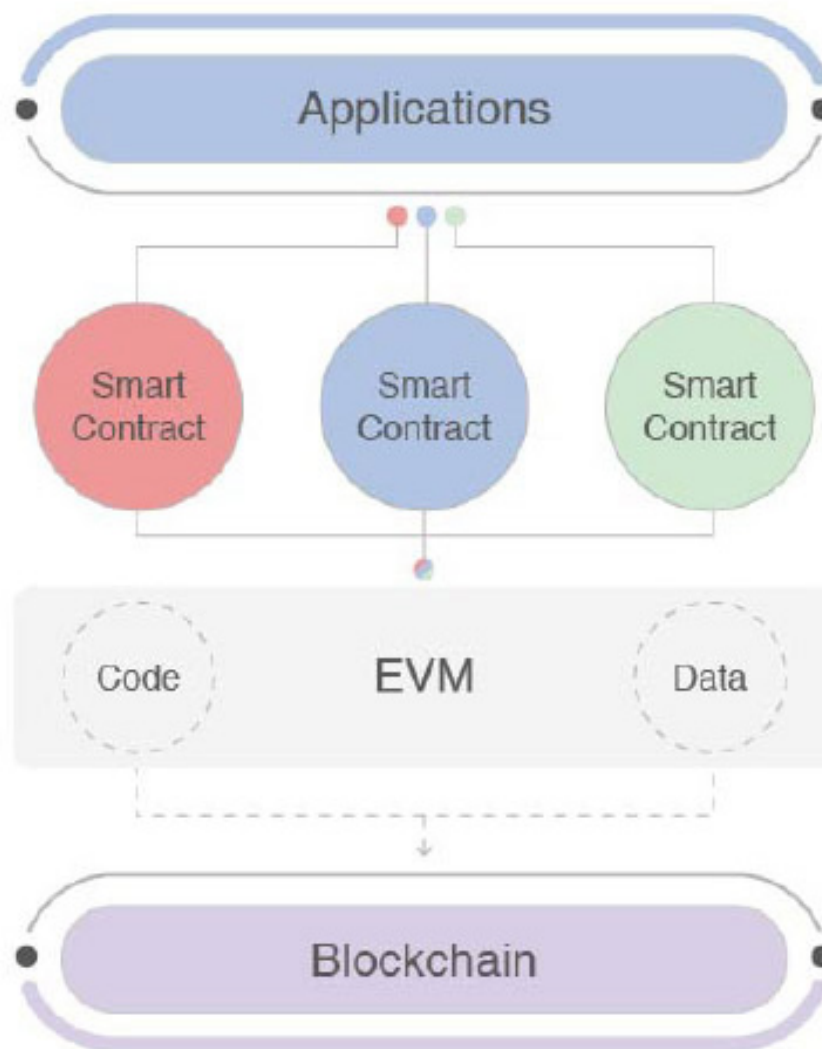 Applications
Smart Smart Smart
Contract Contract Contract
Code EVM Data
Blockchain